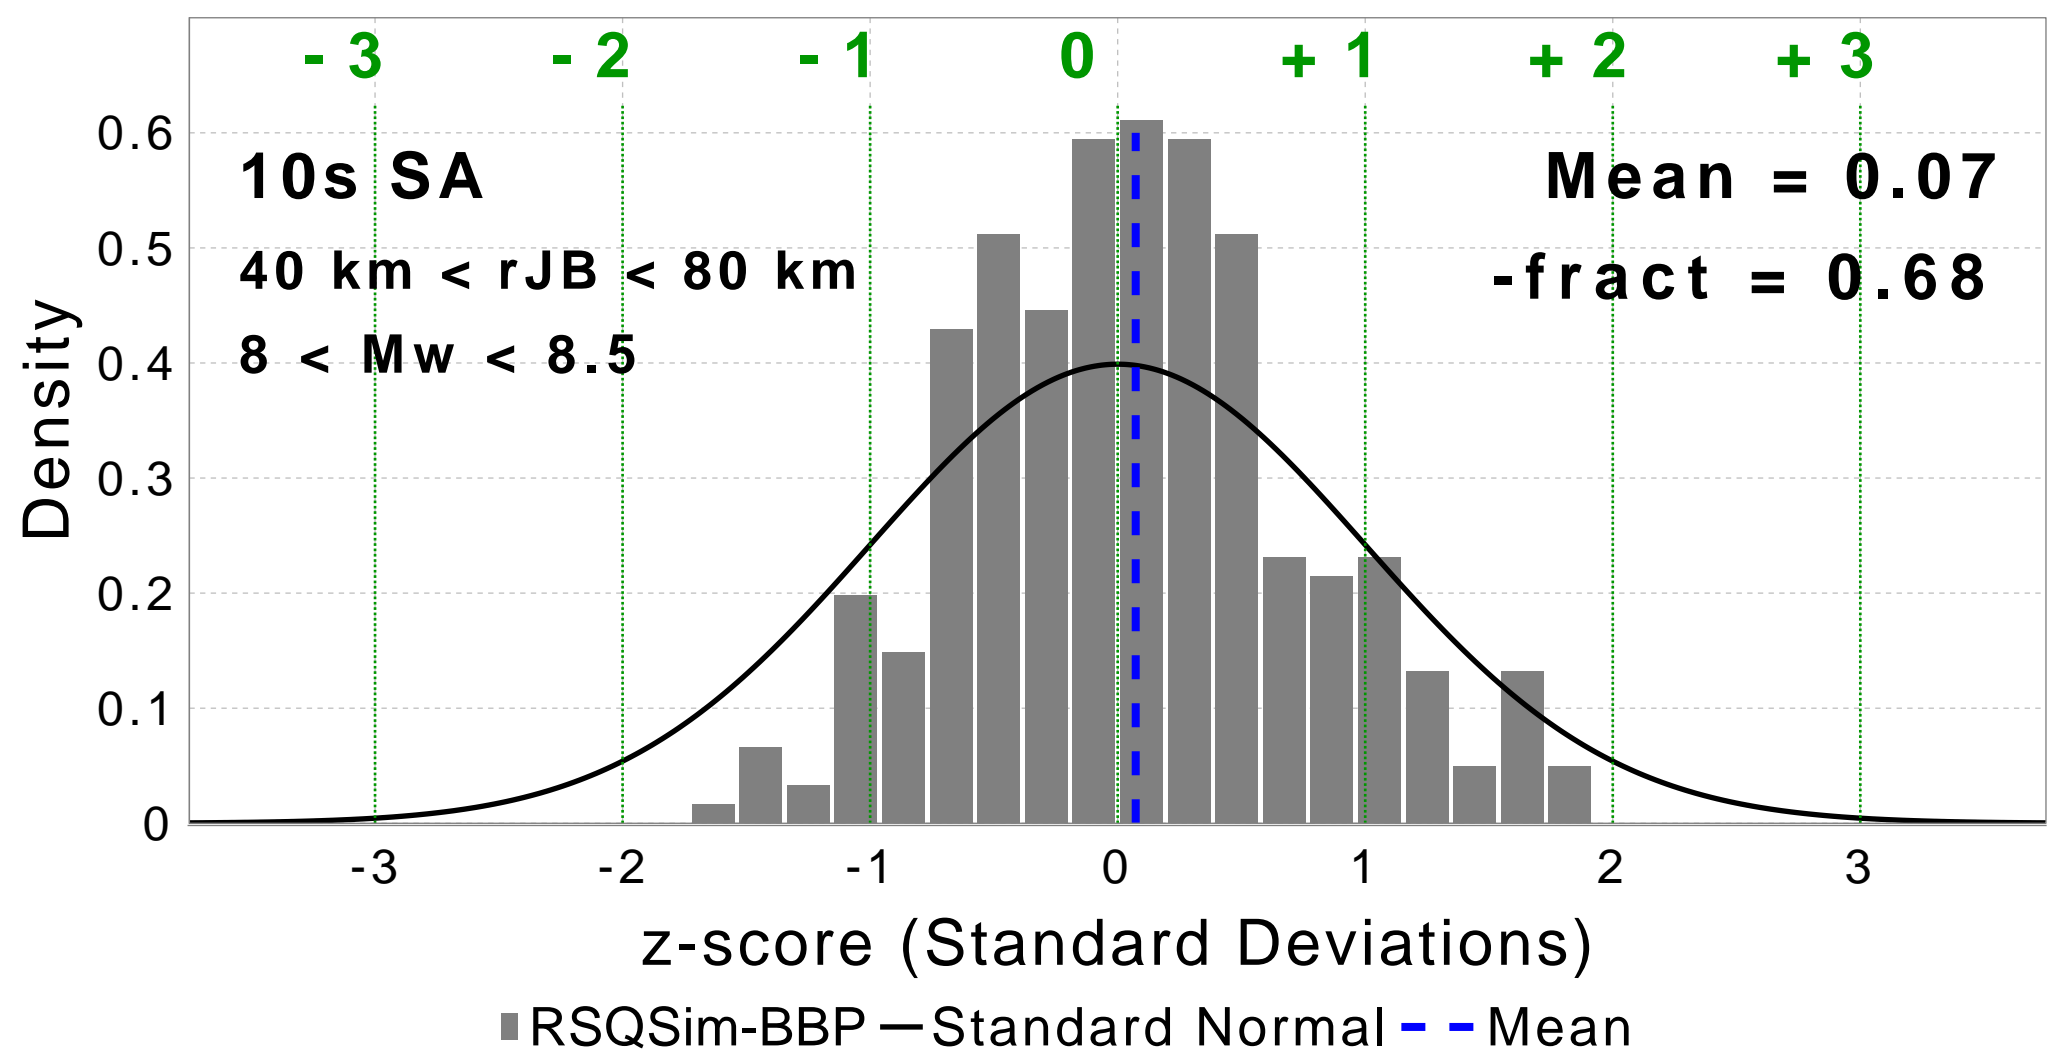 - 3 - 2 - 1 0 + 1 + 2 + 3
10s SA
40 km < rJB < 80 km
8 < Mw < 8.5
Mean = 0.07
-fract = 0.68
Density
0.6
0.5
0.4
0.3
0.2
0.1
0
-3 -2 -1 0 1 2 3
z-score (Standard Deviations)
RSQSim-BBP Standard Normal Mean